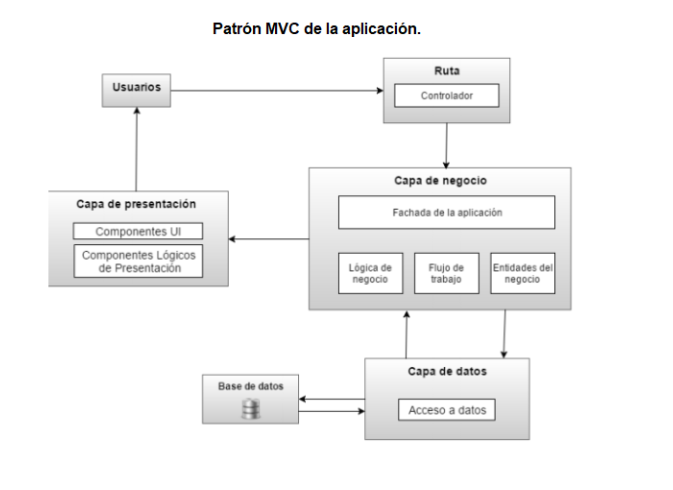 Patrón MVC de la aplicación.
Usuarios
Ruta
Controlador
Capa de negocio
Fachada de la aplicación
Lógica de
negocio
Flujo de
trabajo
Entidades del
negocio
Capa de presentación
Componentes UI
Componentes Lógicos
de Presentación
Capa de datos
Acceso a datos
Base de datos